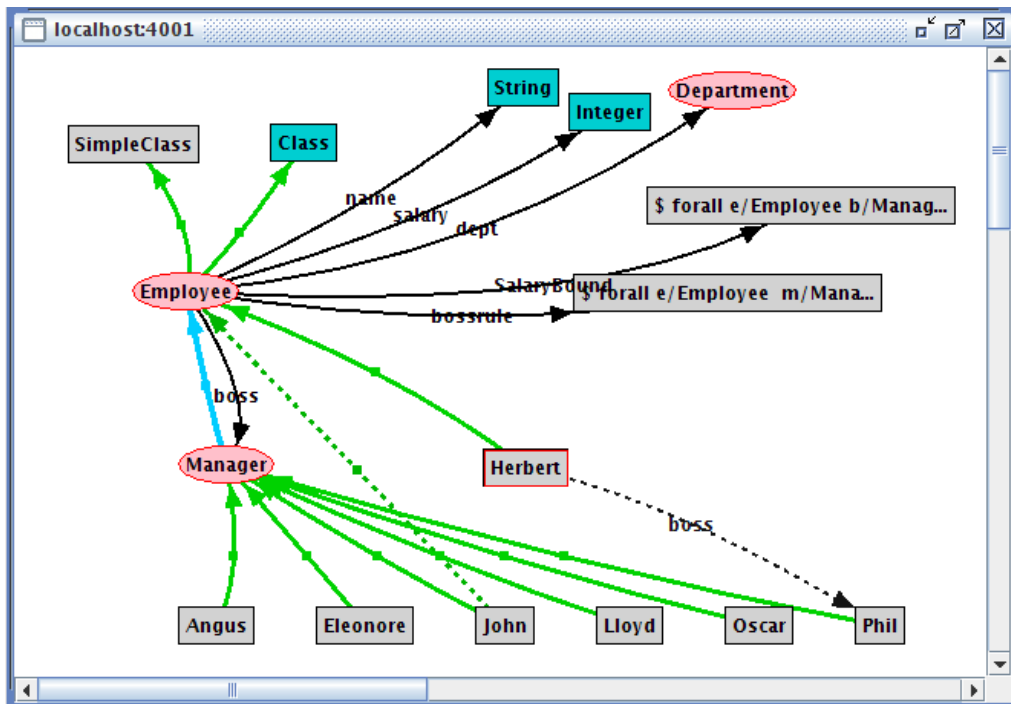 localhost:4001
String
Department
Integer
SimpleClass
Class
name
salary
dept
$ forall e/Employee b/Manag...
Employee
SalaryBound
$ forall e/Employee  m/Mana...
bossrule
boss
Manager
Herbert
boss
Angus
Eleonore
John
Lloyd
Oscar
Phil